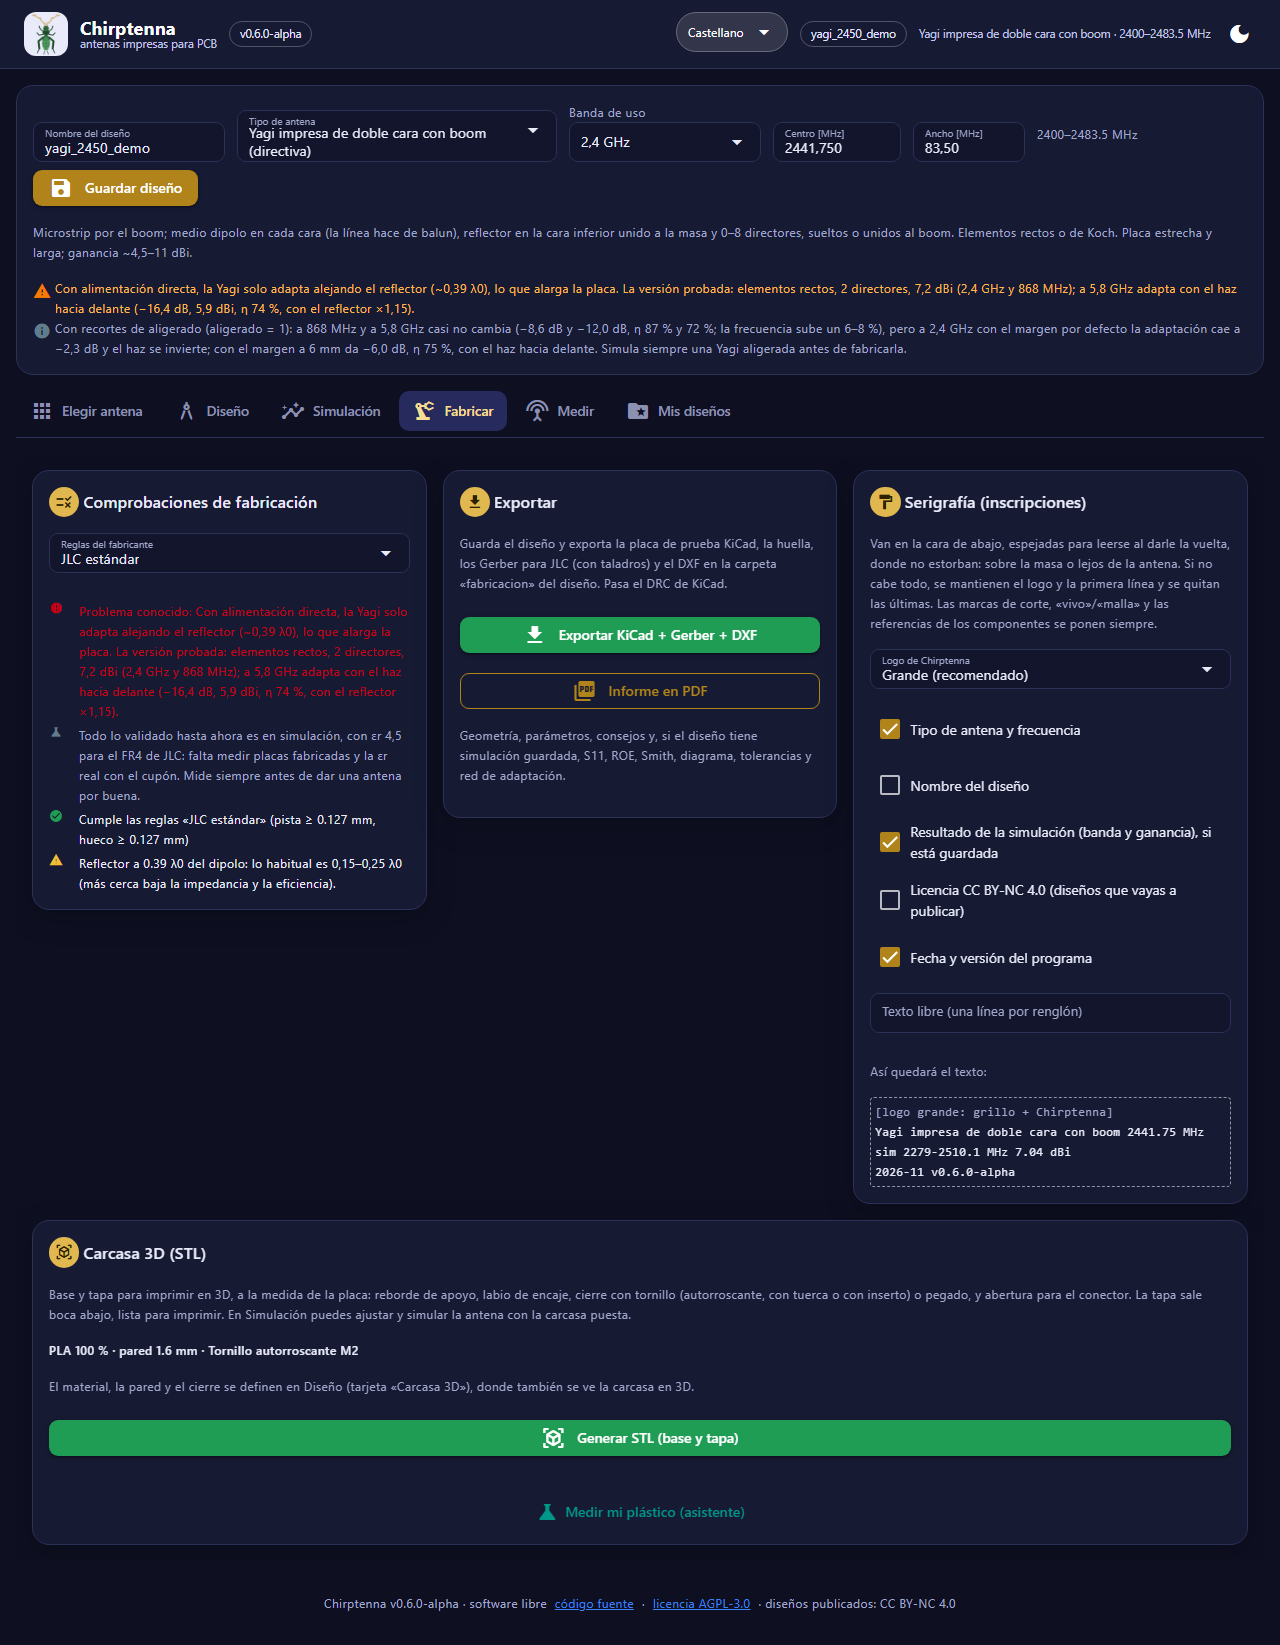 Chirptenna
antenas impresas para PCB
v0.6.0-alpha
Castellano
yagi_2450_demo
Yagi impresa de doble cara con boom · 2400–2483.5 MHz
Nombre del diseño
yagi_2450_demo
Tipo de antena
Yagi impresa de doble cara con boom
(directiva)
Banda de uso
2,4 GHz
Centro [MHz]
2441,750
Ancho [MHz]
83,50
2400–2483.5 MHz
Guardar diseño
Microstrip por el boom; medio dipolo en cada cara (la línea hace de balun), reflector en la cara inferior unido a la masa y 0–8 directores, sueltos o unidos al boom. Elementos rectos o de Koch. Placa estrecha y
larga; ganancia ~4,5–11 dBi.
Con alimentación directa, la Yagi solo adapta alejando el reflector (~0,39 λ0), lo que alarga la placa. La versión probada: elementos rectos, 2 directores, 7,2 dBi (2,4 GHz y 868 MHz); a 5,8 GHz adapta con el haz
hacia delante (−16,4 dB, 5,9 dBi, η 74 %, con el reflector ×1,15).
Con recortes de aligerado (aligerado = 1): a 868 MHz y a 5,8 GHz casi no cambia (−8,6 dB y −12,0 dB, η 87 % y 72 %; la frecuencia sube un 6–8 %), pero a 2,4 GHz con el margen por defecto la adaptación cae a
−2,3 dB y el haz se invierte; con el margen a 6 mm da −6,0 dB, η 75 %, con el haz hacia delante. Simula siempre una Yagi aligerada antes de fabricarla.
Elegir antena
Diseño
Simulación
Fabricar
Medir
Mis diseños
Comprobaciones de fabricación
Reglas del fabricante
JLC estándar
Problema conocido: Con alimentación directa, la Yagi solo
adapta alejando el reflector (~0,39 λ0), lo que alarga la
placa. La versión probada: elementos rectos, 2 directores,
7,2 dBi (2,4 GHz y 868 MHz); a 5,8 GHz adapta con el haz
hacia delante (−16,4 dB, 5,9 dBi, η 74 %, con el reflector
×1,15).
Todo lo validado hasta ahora es en simulación, con εr 4,5
para el FR4 de JLC: falta medir placas fabricadas y la εr
real con el cupón. Mide siempre antes de dar una antena
por buena.
Cumple las reglas «JLC estándar» (pista ≥ 0.127 mm,
hueco ≥ 0.127 mm)
Reflector a 0.39 λ0 del dipolo: lo habitual es 0,15–0,25 λ0
(más cerca baja la impedancia y la eficiencia).
Exportar
Guarda el diseño y exporta la placa de prueba KiCad, la huella,
los Gerber para JLC (con taladros) y el DXF en la carpeta
«fabricacion» del diseño. Pasa el DRC de KiCad.
Exportar KiCad + Gerber + DXF
PDF
Informe en PDF
Geometría, parámetros, consejos y, si el diseño tiene
simulación guardada, S11, ROE, Smith, diagrama, tolerancias y
red de adaptación.
Serigrafía (inscripciones)
Van en la cara de abajo, espejadas para leerse al darle la vuelta,
donde no estorban: sobre la masa o lejos de la antena. Si no
cabe todo, se mantienen el logo y la primera línea y se quitan
las últimas. Las marcas de corte, «vivo»/«malla» y las
referencias de los componentes se ponen siempre.
Logo de Chirptenna
Grande (recomendado)
Tipo de antena y frecuencia
Nombre del diseño
Resultado de la simulación (banda y ganancia), si
está guardada
Licencia CC BY-NC 4.0 (diseños que vayas a
publicar)
Fecha y versión del programa
Texto libre (una línea por renglón)
Así quedará el texto:
[logo grande: grillo + Chirptenna]
Yagi impresa de doble cara con boom 2441.75 MHz
sim 2279-2510.1 MHz 7.04 dBi
2026-11 v0.6.0-alpha
Carcasa 3D (STL)
Base y tapa para imprimir en 3D, a la medida de la placa: reborde de apoyo, labio de encaje, cierre con tornillo (autorroscante, con tuerca o con inserto) o pegado, y abertura para el conector. La tapa sale
boca abajo, lista para imprimir. En Simulación puedes ajustar y simular la antena con la carcasa puesta.
PLA 100 % · pared 1.6 mm · Tornillo autorroscante M2
El material, la pared y el cierre se definen en Diseño (tarjeta «Carcasa 3D»), donde también se ve la carcasa en 3D.
Generar STL (base y tapa)
Medir mi plástico (asistente)
Chirptenna v0.6.0-alpha · software libre código fuente · licencia AGPL-3.0 · diseños publicados: CC BY-NC 4.0